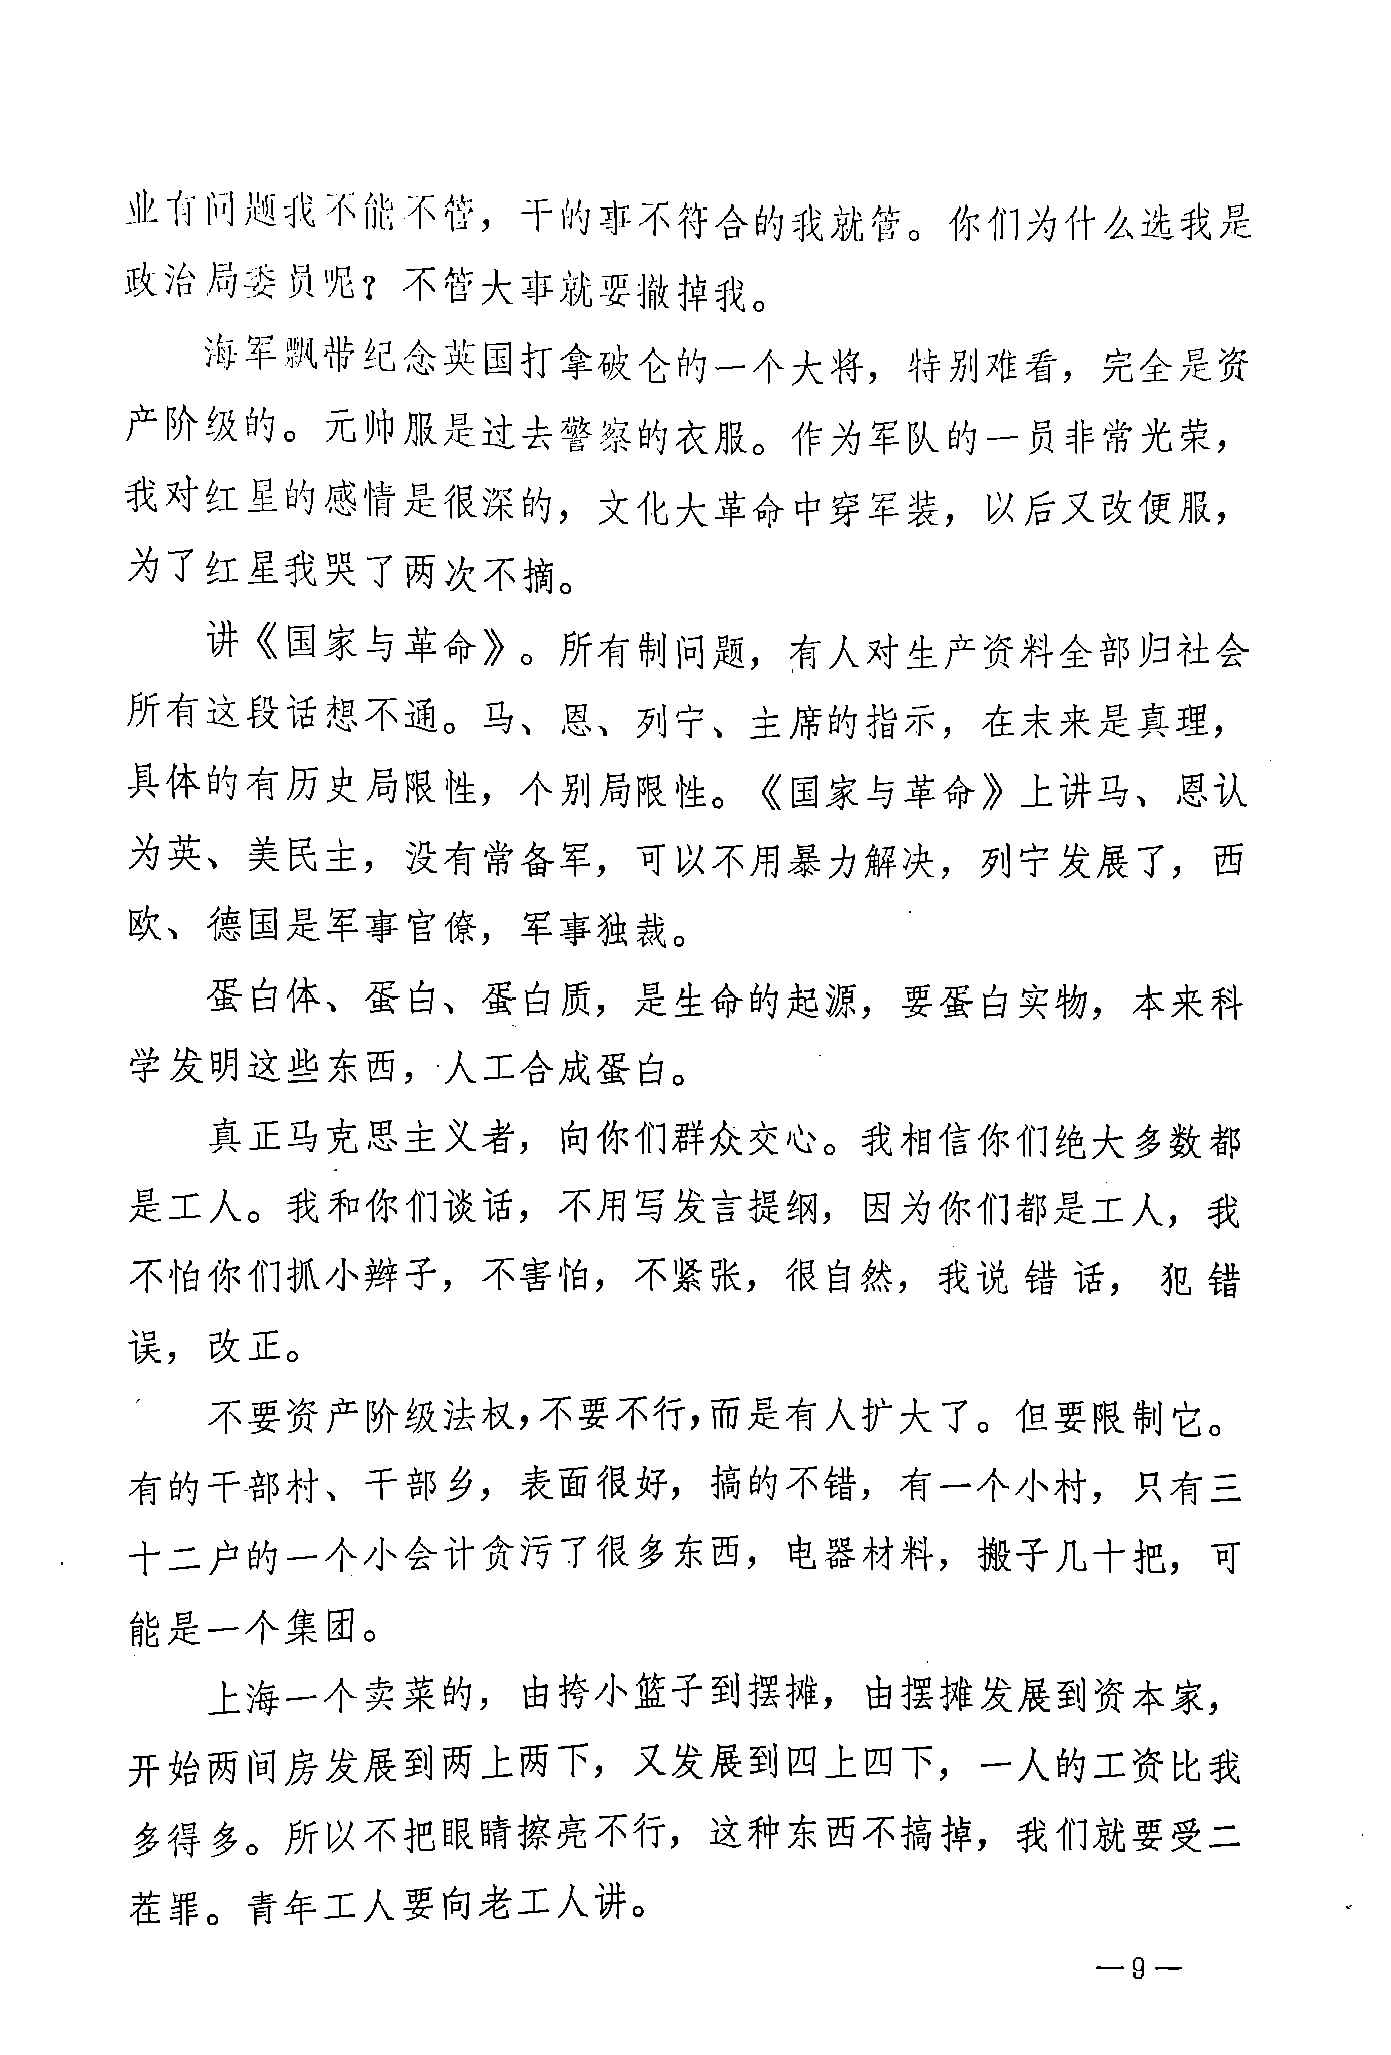 业有问题我不能不管，干的事不符合的我就管。你们为什么选我是
政治局委员呢？不管大事就要撤掉我。
海军飘带纪念英国打拿破仑的一个大将，特别难看，完全是资
产阶级的。元帅服是过去警察的衣服。作为军队的一员非常光荣，
我对红星的感情是很深的，文化大革命中穿军装，以后又改便服，
为了红星我哭了两次不摘。
讲《国家与革命》。所有制问题，有人对生产资料全部归社会
所有这段话想不通。马、恩、列宁、主席的指示，在末来是真理，
具体的有历史局限性，个别局限性。《国家与革命》上讲马、恩认
为英、美民主，没有常备军，可以不用暴力解决，列宁发展了，西
欧、德国是军事官僚，军事独裁。
蛋白体、蛋白、蛋白质，是生命的起源，要蛋白实物，本来科
学发明这些东西，人工合成蛋白。
真正马克思主义者，向你们群众交心。我相信你们绝大多数都
是工人。我和你们谈话，不用写发言提纲，因为你们都是工人，我
不怕你们抓小辫子，不害怕，不紧张，很自然，我说错话，犯错
误，改正。
不要资产阶级法权，不要不行，而是有人扩大了。但要限制它。
有的干部村、干部乡，表面很好，搞的不错，有一个小村，只有三
十二户的一个小会计贪污了很多东西，电器材料，搬子几十把，可
能是一个集团。
上海一个卖菜的，由挎小篮子到摆摊，由摆摊发展到资本家，
开始两间房发展到两上两下，又发展到四上四下，一人的工资比我
多得多。所以不把眼睛擦亮不行，这种东西不搞掉，我们就要受二
茬罪。青年工人要向老工人讲。
—9—